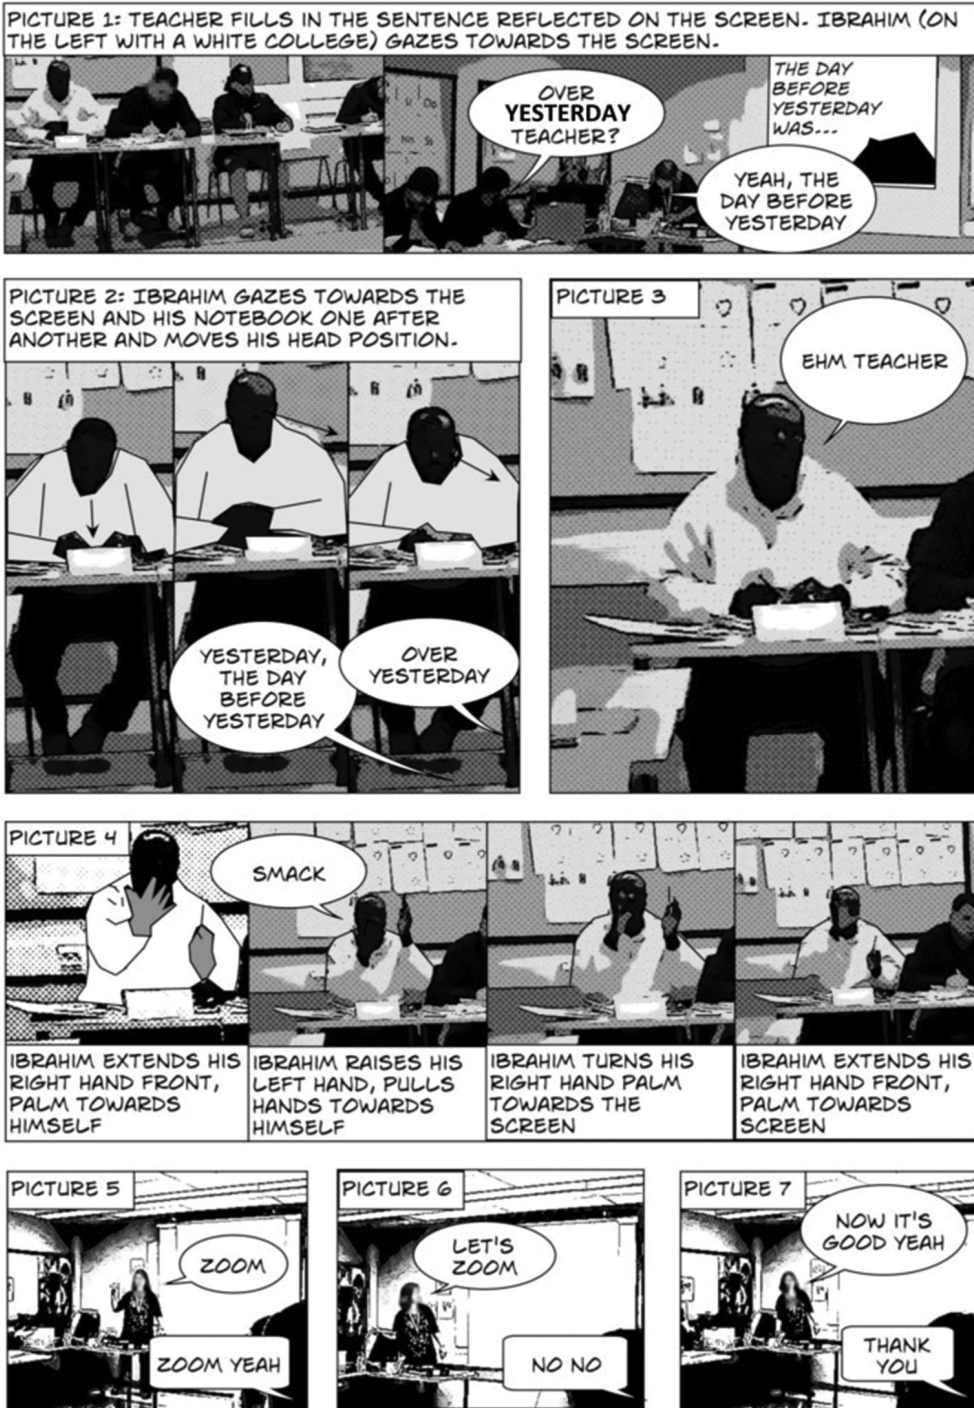 PICTURE 1: TEACHER FILLS IN THE SENTENCE REFLECTED ON THE SCREEN. IBRAHIM (ON
THE LEFT WITH A WHITE COLLEGE) GAZES TOWARDS THE SCREEN.
OVER
YESTERDAY
TEACHER?
THE DAY
BEFORE
YESTERDAY
WAS...
YEAH, THE
DAY BEFORE
YESTERDAY
PICTURE 2: IBRAHIM GAZES TOWARDS THE
SCREEN AND HIS NOTEBOOK ONE AFTER
ANOTHER AND MOVES HIS HEAD POSITION.
YESTERDAY,
THE DAY
BEFORE
YESTERDAY
OVER
YESTERDAY
PICTURE 3
EHM TEACHER
PICTURE 4
SMACK
IBRAHIM EXTENDS HIS
RIGHT HAND FRONT,
PALM TOWARDS
HIMSELF
IBRAHIM RAISES HIS
LEFT HAND, PULLS
HANDS TOWARDS
HIMSELF
IBRAHIM TURNS HIS
RIGHT HAND PALM
TOWARDS THE
SCREEN
IBRAHIM EXTENDS HIS
RIGHT HAND FRONT,
PALM TOWARDS
SCREEN
PICTURE 5
ZOOM
ZOOM YEAH
PICTURE 6
LET'S
ZOOM
NO NO
PICTURE 7
NOW IT'S
GOOD YEAH
THANK
YOU